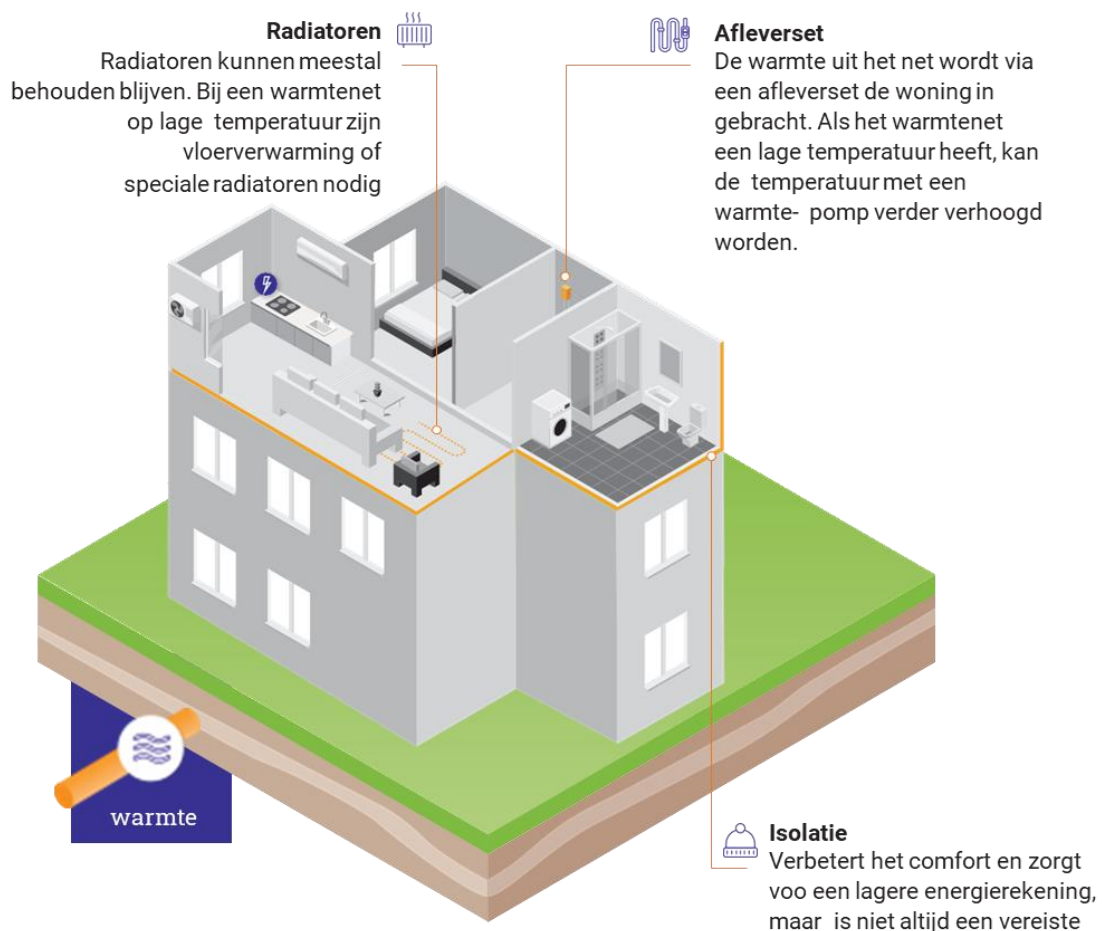 Radiatoren
Radiatoren kunnen meestal
behouden blijven. Bij een warmtenet
op lage temperatuur zijn
vloerverwarming of
speciale radiatoren nodig
Afleverset
De warmte uit het net wordt via
een afleverset de woning in
gebracht. Als het warmtenet
een lage temperatuur heeft, kan
de temperatuur met een
warmte- pomp verder verhoogd
worden.
warmte
Isolatie
Verbetert het comfort en zorgt
voo een lagere energierekening,
maar is niet altijd een vereiste